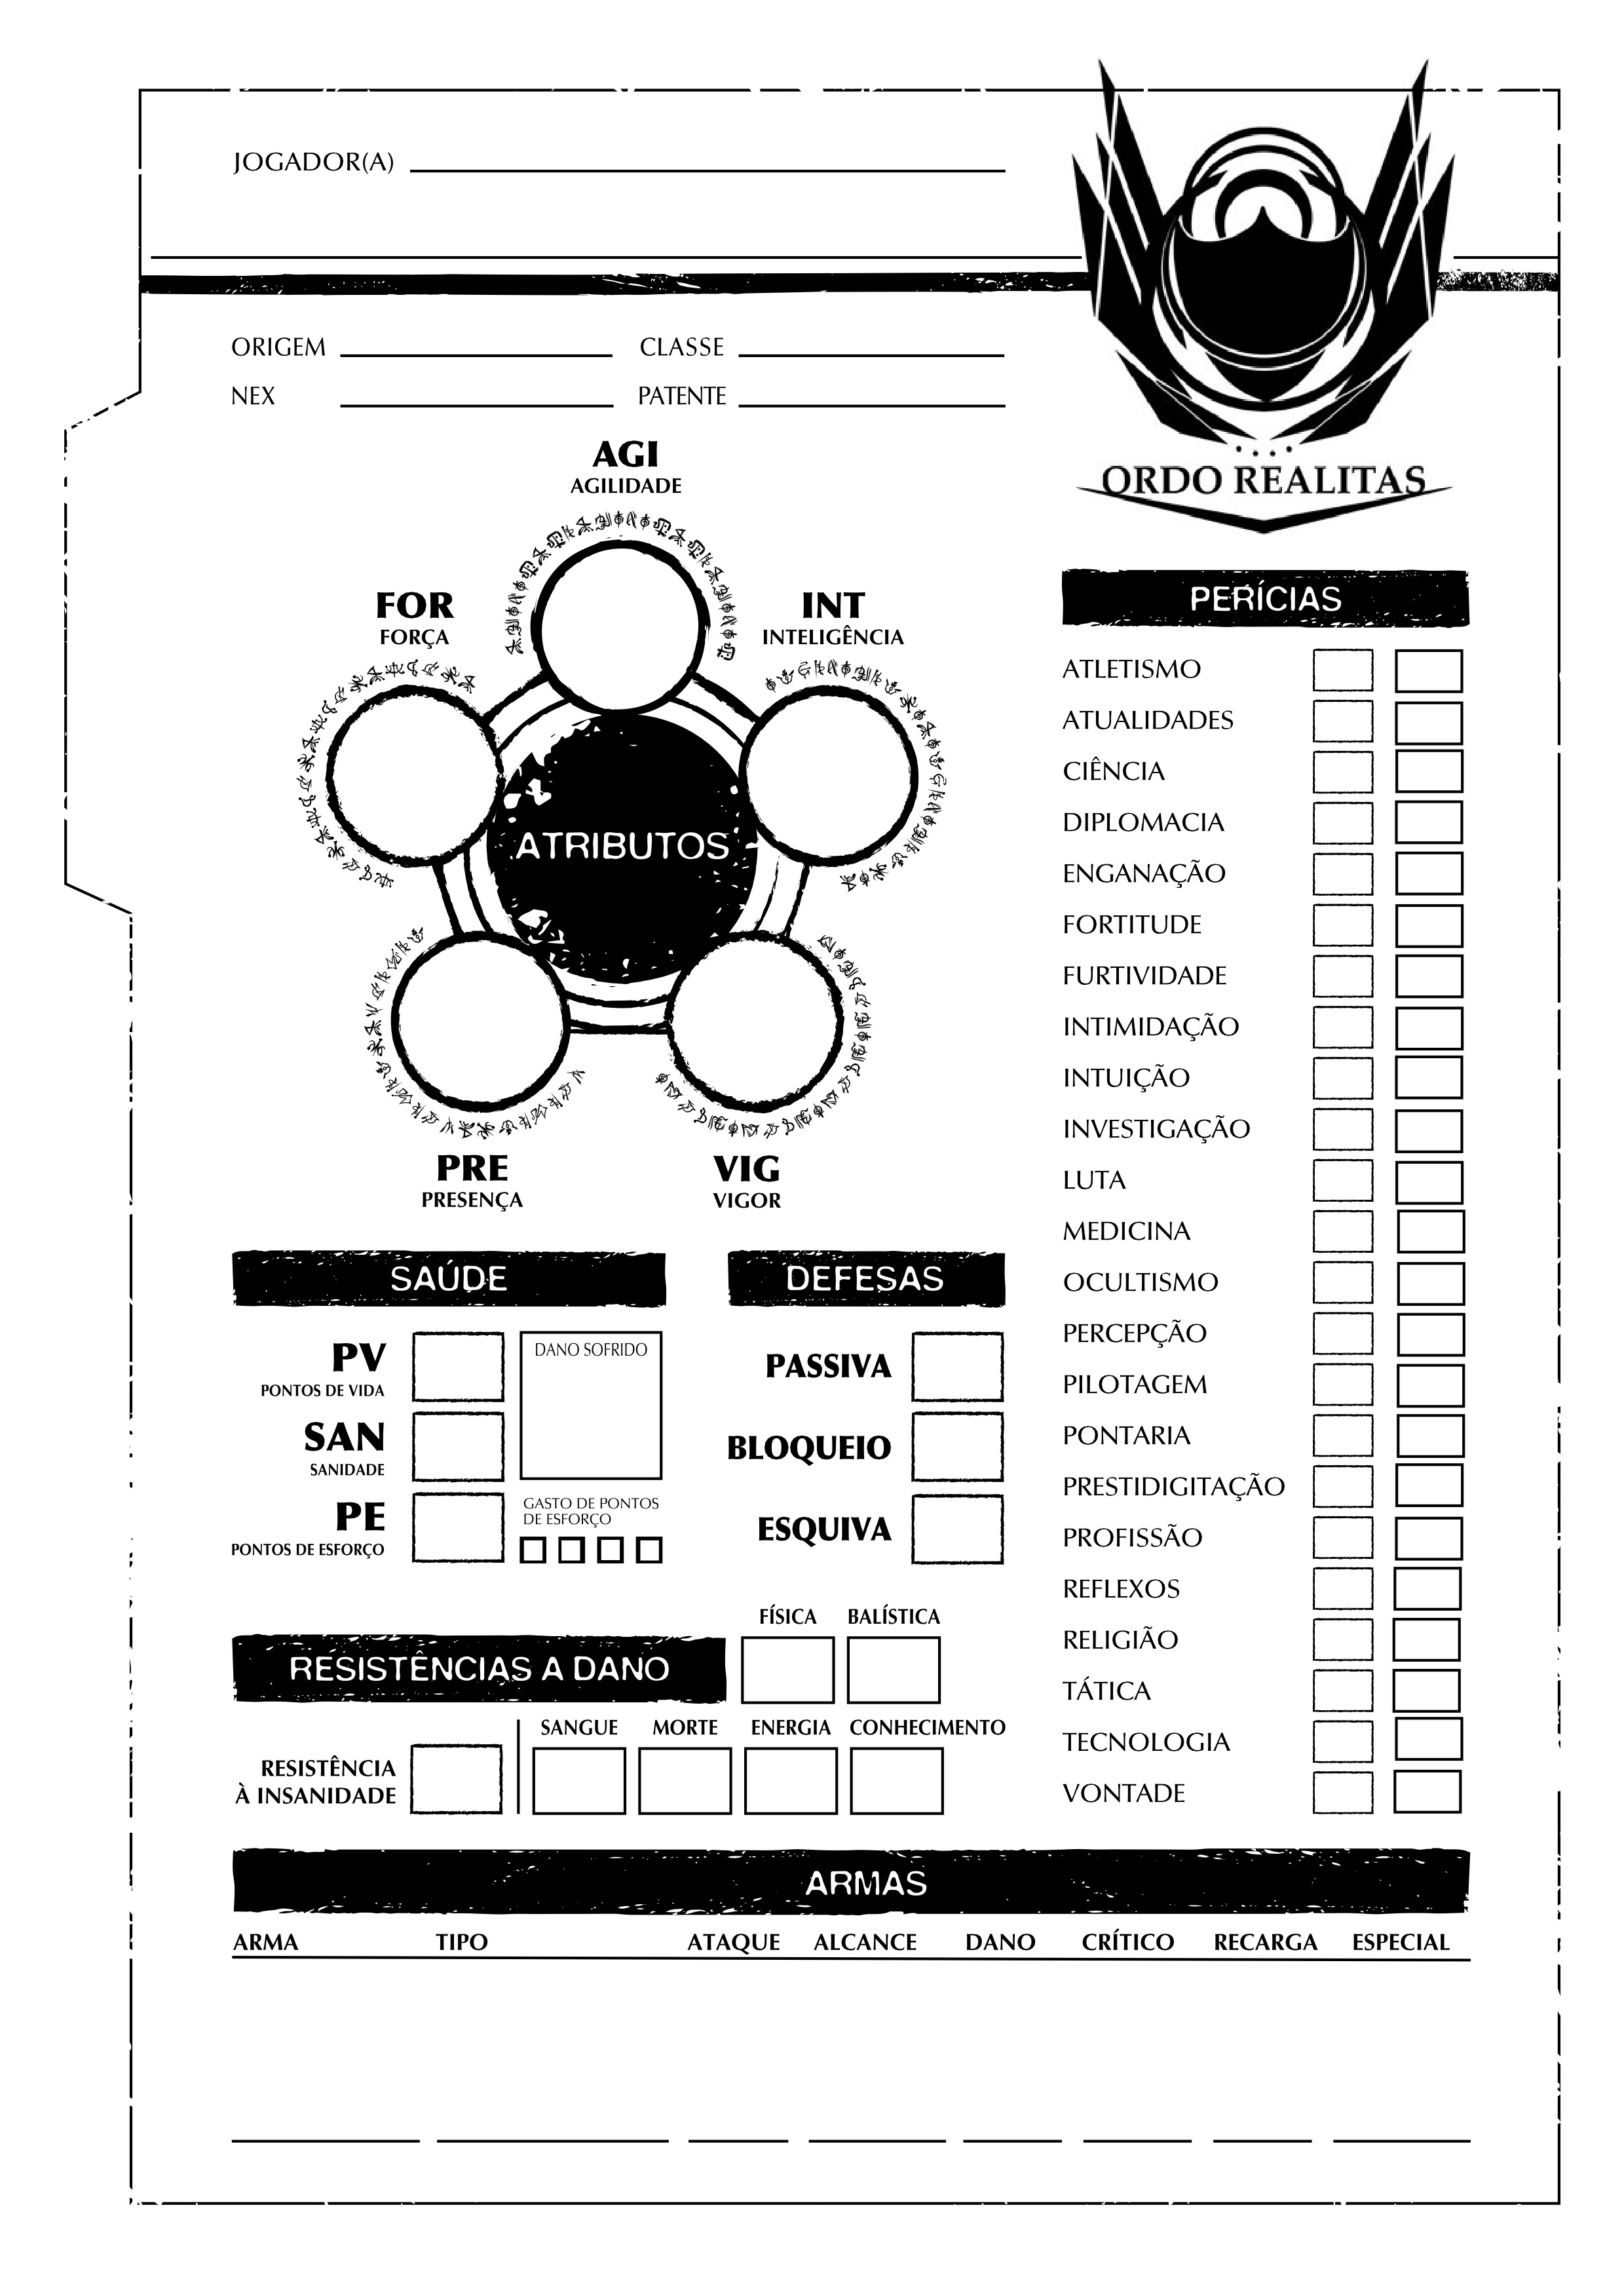 JOGADOR(A)
ORIGEM
CLASSE
NEX
PATENTE
ORDO REALITAS
AGI
AGILIDADE
FOR
FORÇA
INT
INTELIGÊNCIA
ATRIBUTOS
PRE
PRESENÇA
VIG
VIGOR
PERÍCIAS
ATLETISMO
ATUALIDADES
CIÊNCIA
DIPLOMACIA
ENGANAÇÃO
FORTITUDE
FURTIVIDADE
INTIMIDAÇÃO
INTUIÇÃO
INVESTIGAÇÃO
LUTA
MEDICINA
OCULTISMO
PERCEPÇÃO
PILOTAGEM
PONTARIA
PRESTIDIGITAÇÃO
PROFISSÃO
REFLEXOS
RELIGIÃO
TÁTICA
TECNOLOGIA
VONTADE
SAÚDE
PV
PONTOS DE VIDA
DANO SOFRIDO
SAN
SANIDADE
PE
PONTOS DE ESFORÇO
GASTO DE PONTOS
DE ESFORÇO
DEFESAS
PASSIVA
BLOQUEIO
ESQUIVA
RESISTÊNCIAS A DANO
FÍSICA
BALÍSTICA
RESISTÊNCIA
À INSANIDADE
SANGUE
MORTE
ENERGIA
CONHECIMENTO
ARMAS
ARMA TIPO ATAQUE ALCANCE DANO CRÍTICO RECARGA ESPECIAL